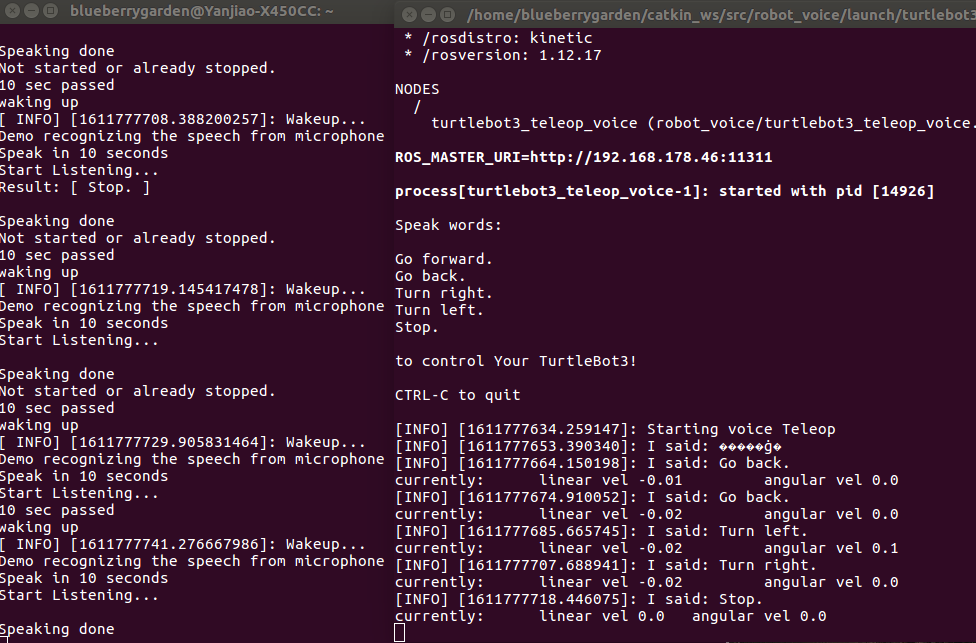 blueberrygarden@Yanjiao-X450CC: ~
Speaking done
Not started or already stopped.
10 sec passed
waking up
[ INFO] [1611777708.388200257]: Wakeup...
Demo recognizing the speech from microphone
Speak in 10 seconds
Start Listening...
Result: [ Stop. ]
Speaking done
Not started or already stopped.
10 sec passed
waking up
[ INFO] [1611777719.145417478]: Wakeup...
Demo recognizing the speech from microphone
Speak in 10 seconds
Start Listening...
Speaking done
Not started or already stopped.
10 sec passed
waking up
[ INFO] [1611777729.905831464]: Wakeup...
Demo recognizing the speech from microphone
Speak in 10 seconds
Start Listening...
10 sec passed
waking up
[ INFO] [1611777741.276667986]: Wakeup...
Demo recognizing the speech from microphone
Speak in 10 seconds
Start Listening...
Speaking done
/home/blueberrygarden/catkin_ws/src/robot_voice/launch/turtlebot3
* /rosdistro: kinetic
* /rosversion: 1.12.17
NODES
/
turtlebot3_teleop_voice (robot_voice/turtlebot3_teleop_voice.
ROS_MASTER_URI=http://192.168.178.46:11311
process[turtlebot3_teleop_voice-1]: started with pid [14926]
Speak words:
Go forward.
Go back.
Turn right.
Turn left.
Stop.
to control Your TurtleBot3!
CTRL-C to quit
[INFO] [1611777634.259147]: Starting voice Teleop
[INFO] [1611777653.390340]: I said: �����ģ�
[INFO] [1611777664.150198]: I said: Go back.
currently: linear vel -0.01 angular vel 0.0
[INFO] [1611777674.910052]: I said: Go back.
currently: linear vel -0.02 angular vel 0.0
[INFO] [1611777685.665745]: I said: Turn left.
currently: linear vel -0.02 angular vel 0.1
[INFO] [1611777707.688941]: I said: Turn right.
currently: linear vel -0.02 angular vel 0.0
[INFO] [1611777718.446075]: I said: Stop.
currently: linear vel 0.0 angular vel 0.0